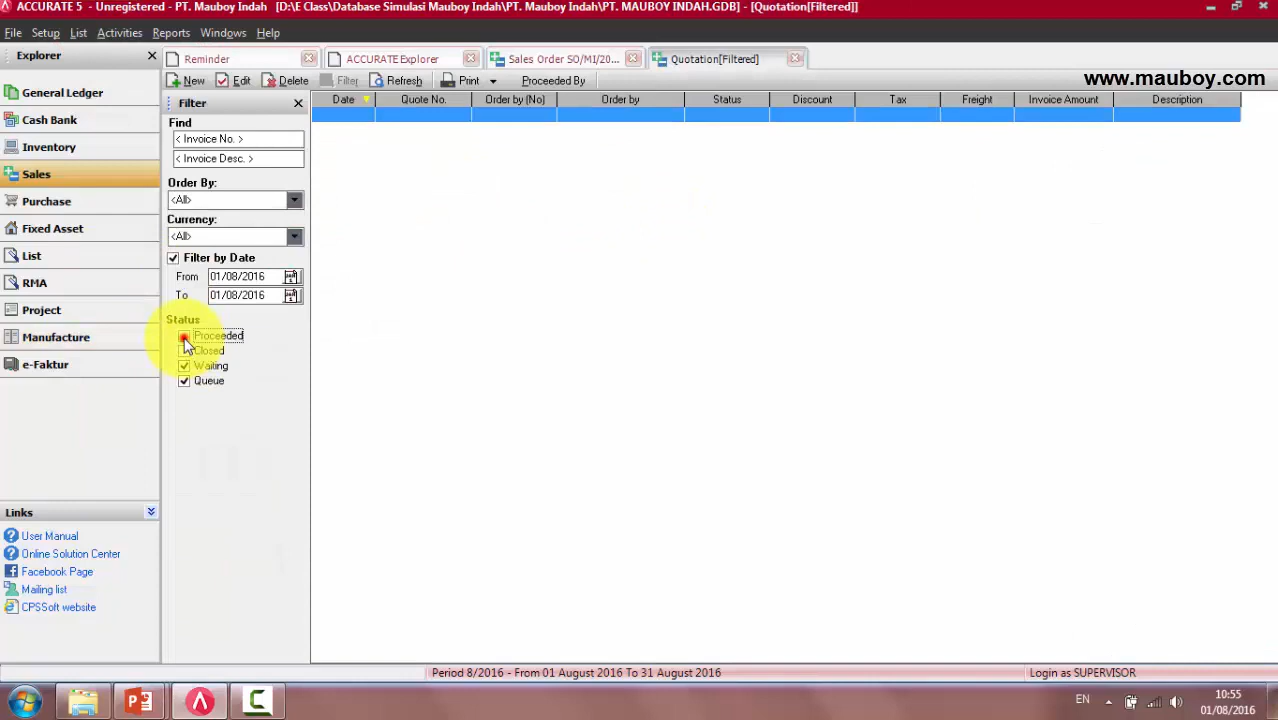 ACCURATE 5 - Unregistered - PT. Mauboy Indah [D:\E Class\Database Simulasi Mauboy Indah\PT. Mauboy Indah\PT. MAUBOY INDAH.GDB] - [Quotation[Filtered]]
File Setup List Activities Reports Windows Help
Explorer
Reminder
ACCURATE Explorer
Sales Order SO/MI/20...
Quotation[Filtered]
New Edit Delete Filter Refresh Print Proceeded By
www.mauboy.com
General Ledger
Cash Bank
Inventory
Sales
Purchase
Fixed Asset
List
RMA
Project
Manufacture
e-Faktur
Links
User Manual
Online Solution Center
Facebook Page
Mailing list
CPSSoft website
Filter
Find
< Invoice No. >
< Invoice Desc. >
Order By:
<All>
Currency:
<All>
Filter by Date
From 01/08/2016
To 01/08/2016
Status
Proceeded
Closed
Waiting
Queue
Date Quote No. Order by (No) Order by Status Discount Tax Freight Invoice Amount Description
Period 8/2016 - From 01 August 2016 To 31 August 2016
Login as SUPERVISOR
EN
10:55
01/08/2016